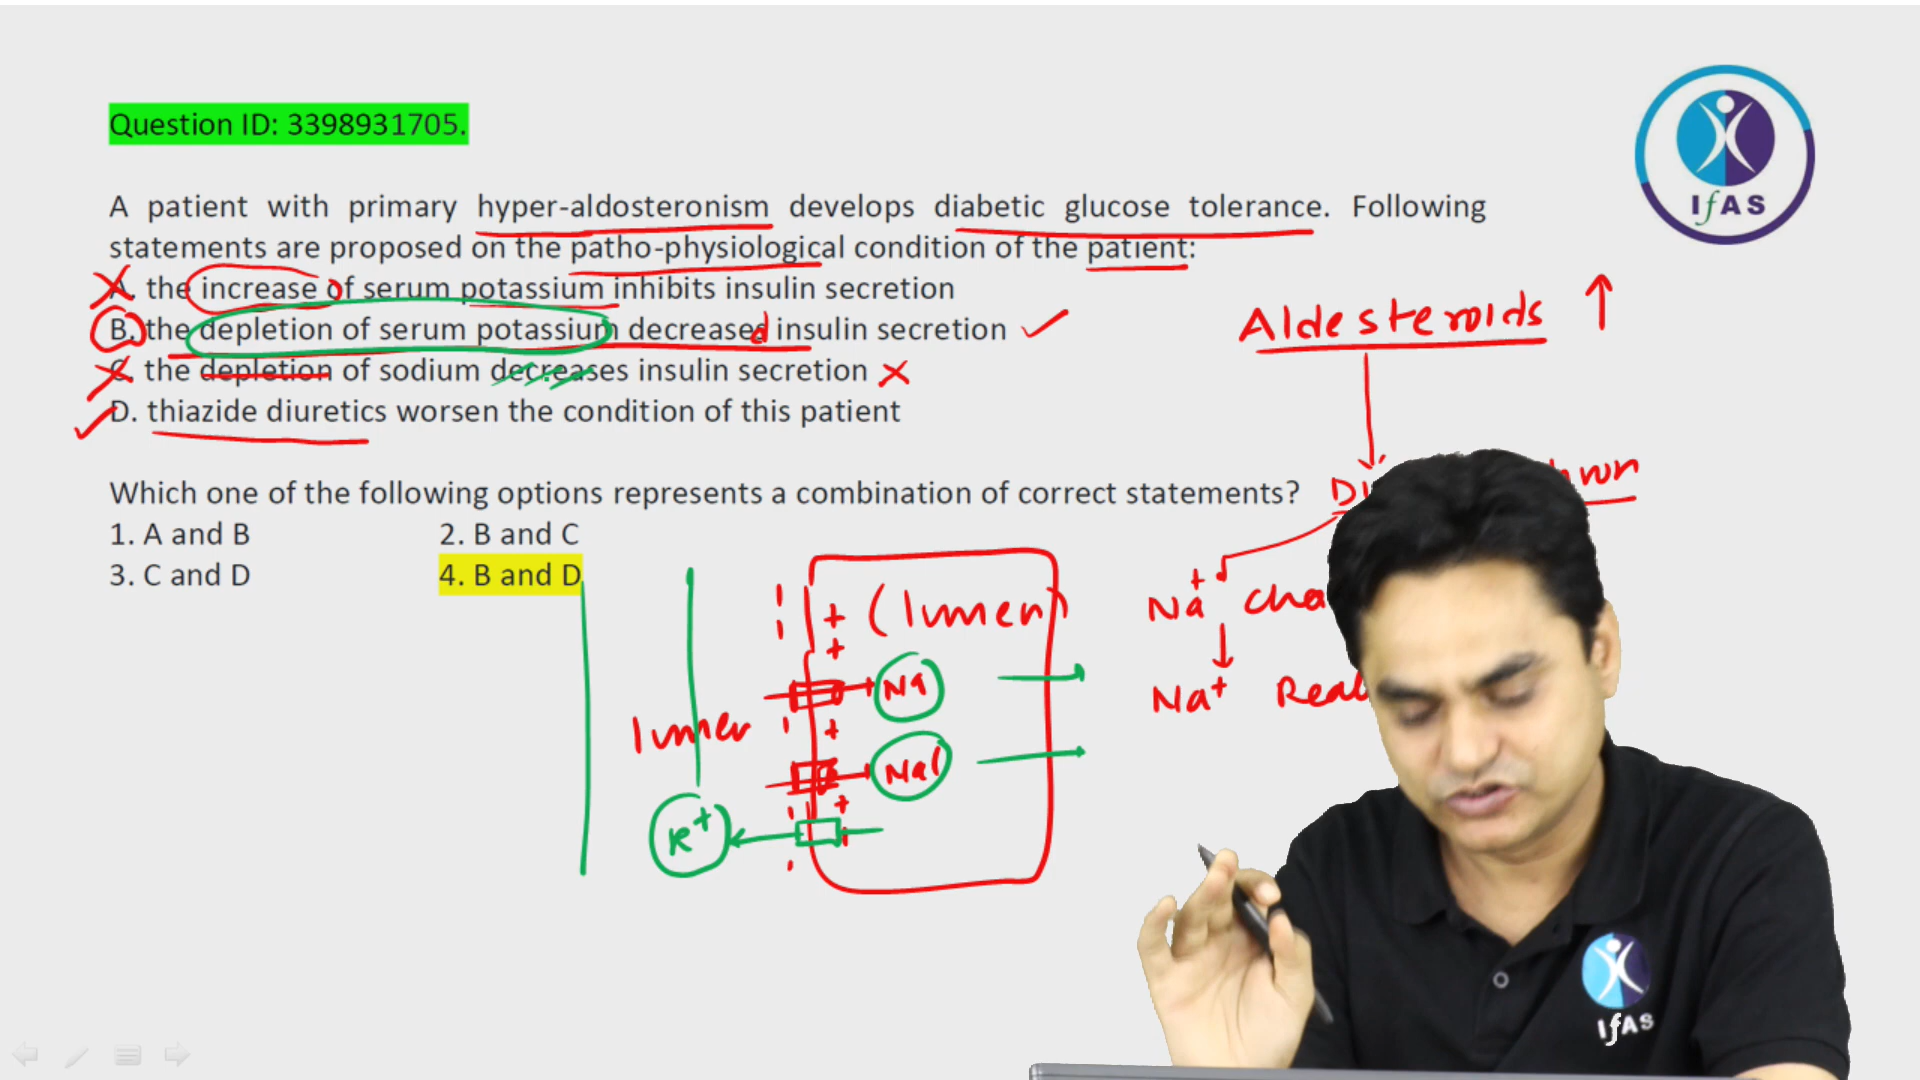 Question ID: 3398931705.
IfAS
A patient with primary hyper-aldosteronism develops diabetic glucose tolerance. Following
statements are proposed on the patho-physiological condition of the patient:
A. the increase of serum potassium inhibits insulin secretion
B. the depletion of serum potassium decreased insulin secretion
C. the depletion of sodium decreases insulin secretion
D. thiazide diuretics worsen the condition of this patient
Aldesteroids ↑
Which one of the following options represents a combination of correct statements?
1. A and B
2. B and C
3. C and D
4. B and D
+ (lumen)
+
Na
+
lumen
Na
+
K+
Na+
Na+
IfAS